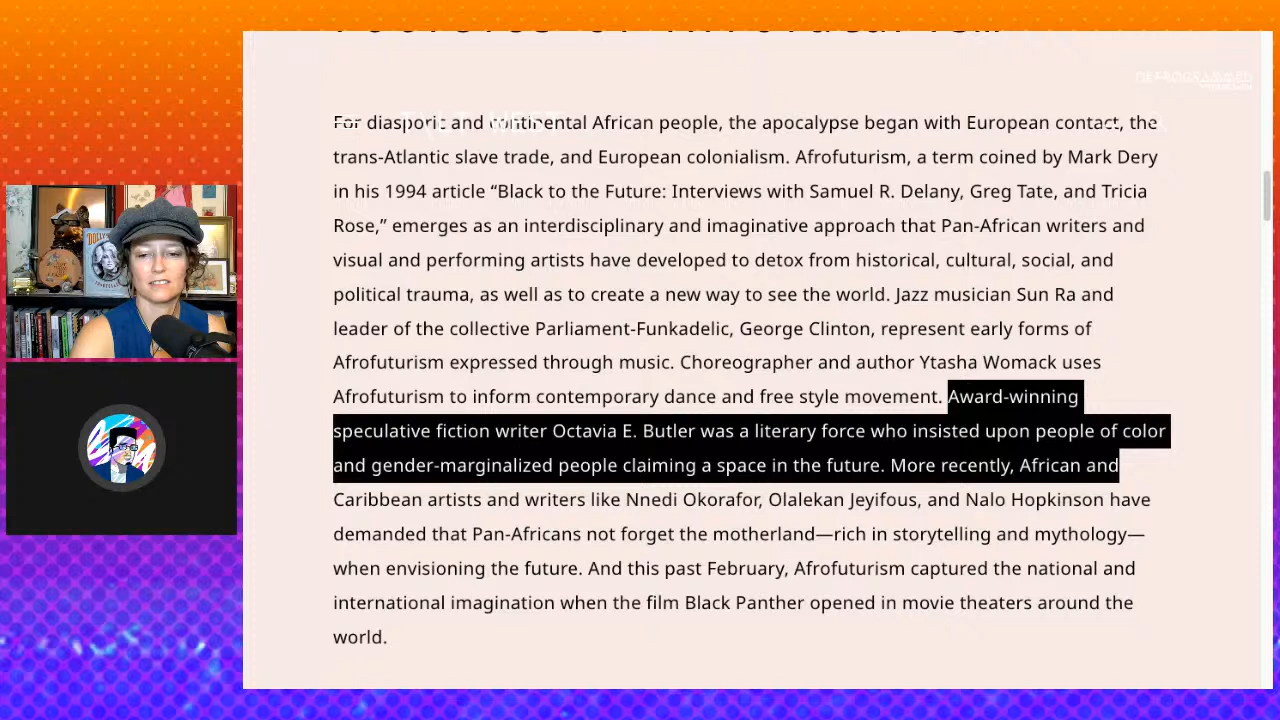 For diasporic and continental African people, the apocalypse began with European contact, the
trans-Atlantic slave trade, and European colonialism. Afrofuturism, a term coined by Mark Dery
in his 1994 article “Black to the Future: Interviews with Samuel R. Delany, Greg Tate, and Tricia
Rose,” emerges as an interdisciplinary and imaginative approach that Pan-African writers and
visual and performing artists have developed to detox from historical, cultural, social, and
political trauma, as well as to create a new way to see the world. Jazz musician Sun Ra and
leader of the collective Parliament-Funkadelic, George Clinton, represent early forms of
Afrofuturism expressed through music. Choreographer and author Ytasha Womack uses
Afrofuturism to inform contemporary dance and free style movement. Award-winning
speculative fiction writer Octavia E. Butler was a literary force who insisted upon people of color
and gender-marginalized people claiming a space in the future. More recently, African and
Caribbean artists and writers like Nnedi Okorafor, Olalekan Jeyifous, and Nalo Hopkinson have
demanded that Pan-Africans not forget the motherland—rich in storytelling and mythology—
when envisioning the future. And this past February, Afrofuturism captured the national and
international imagination when the film Black Panther opened in movie theaters around the
world.